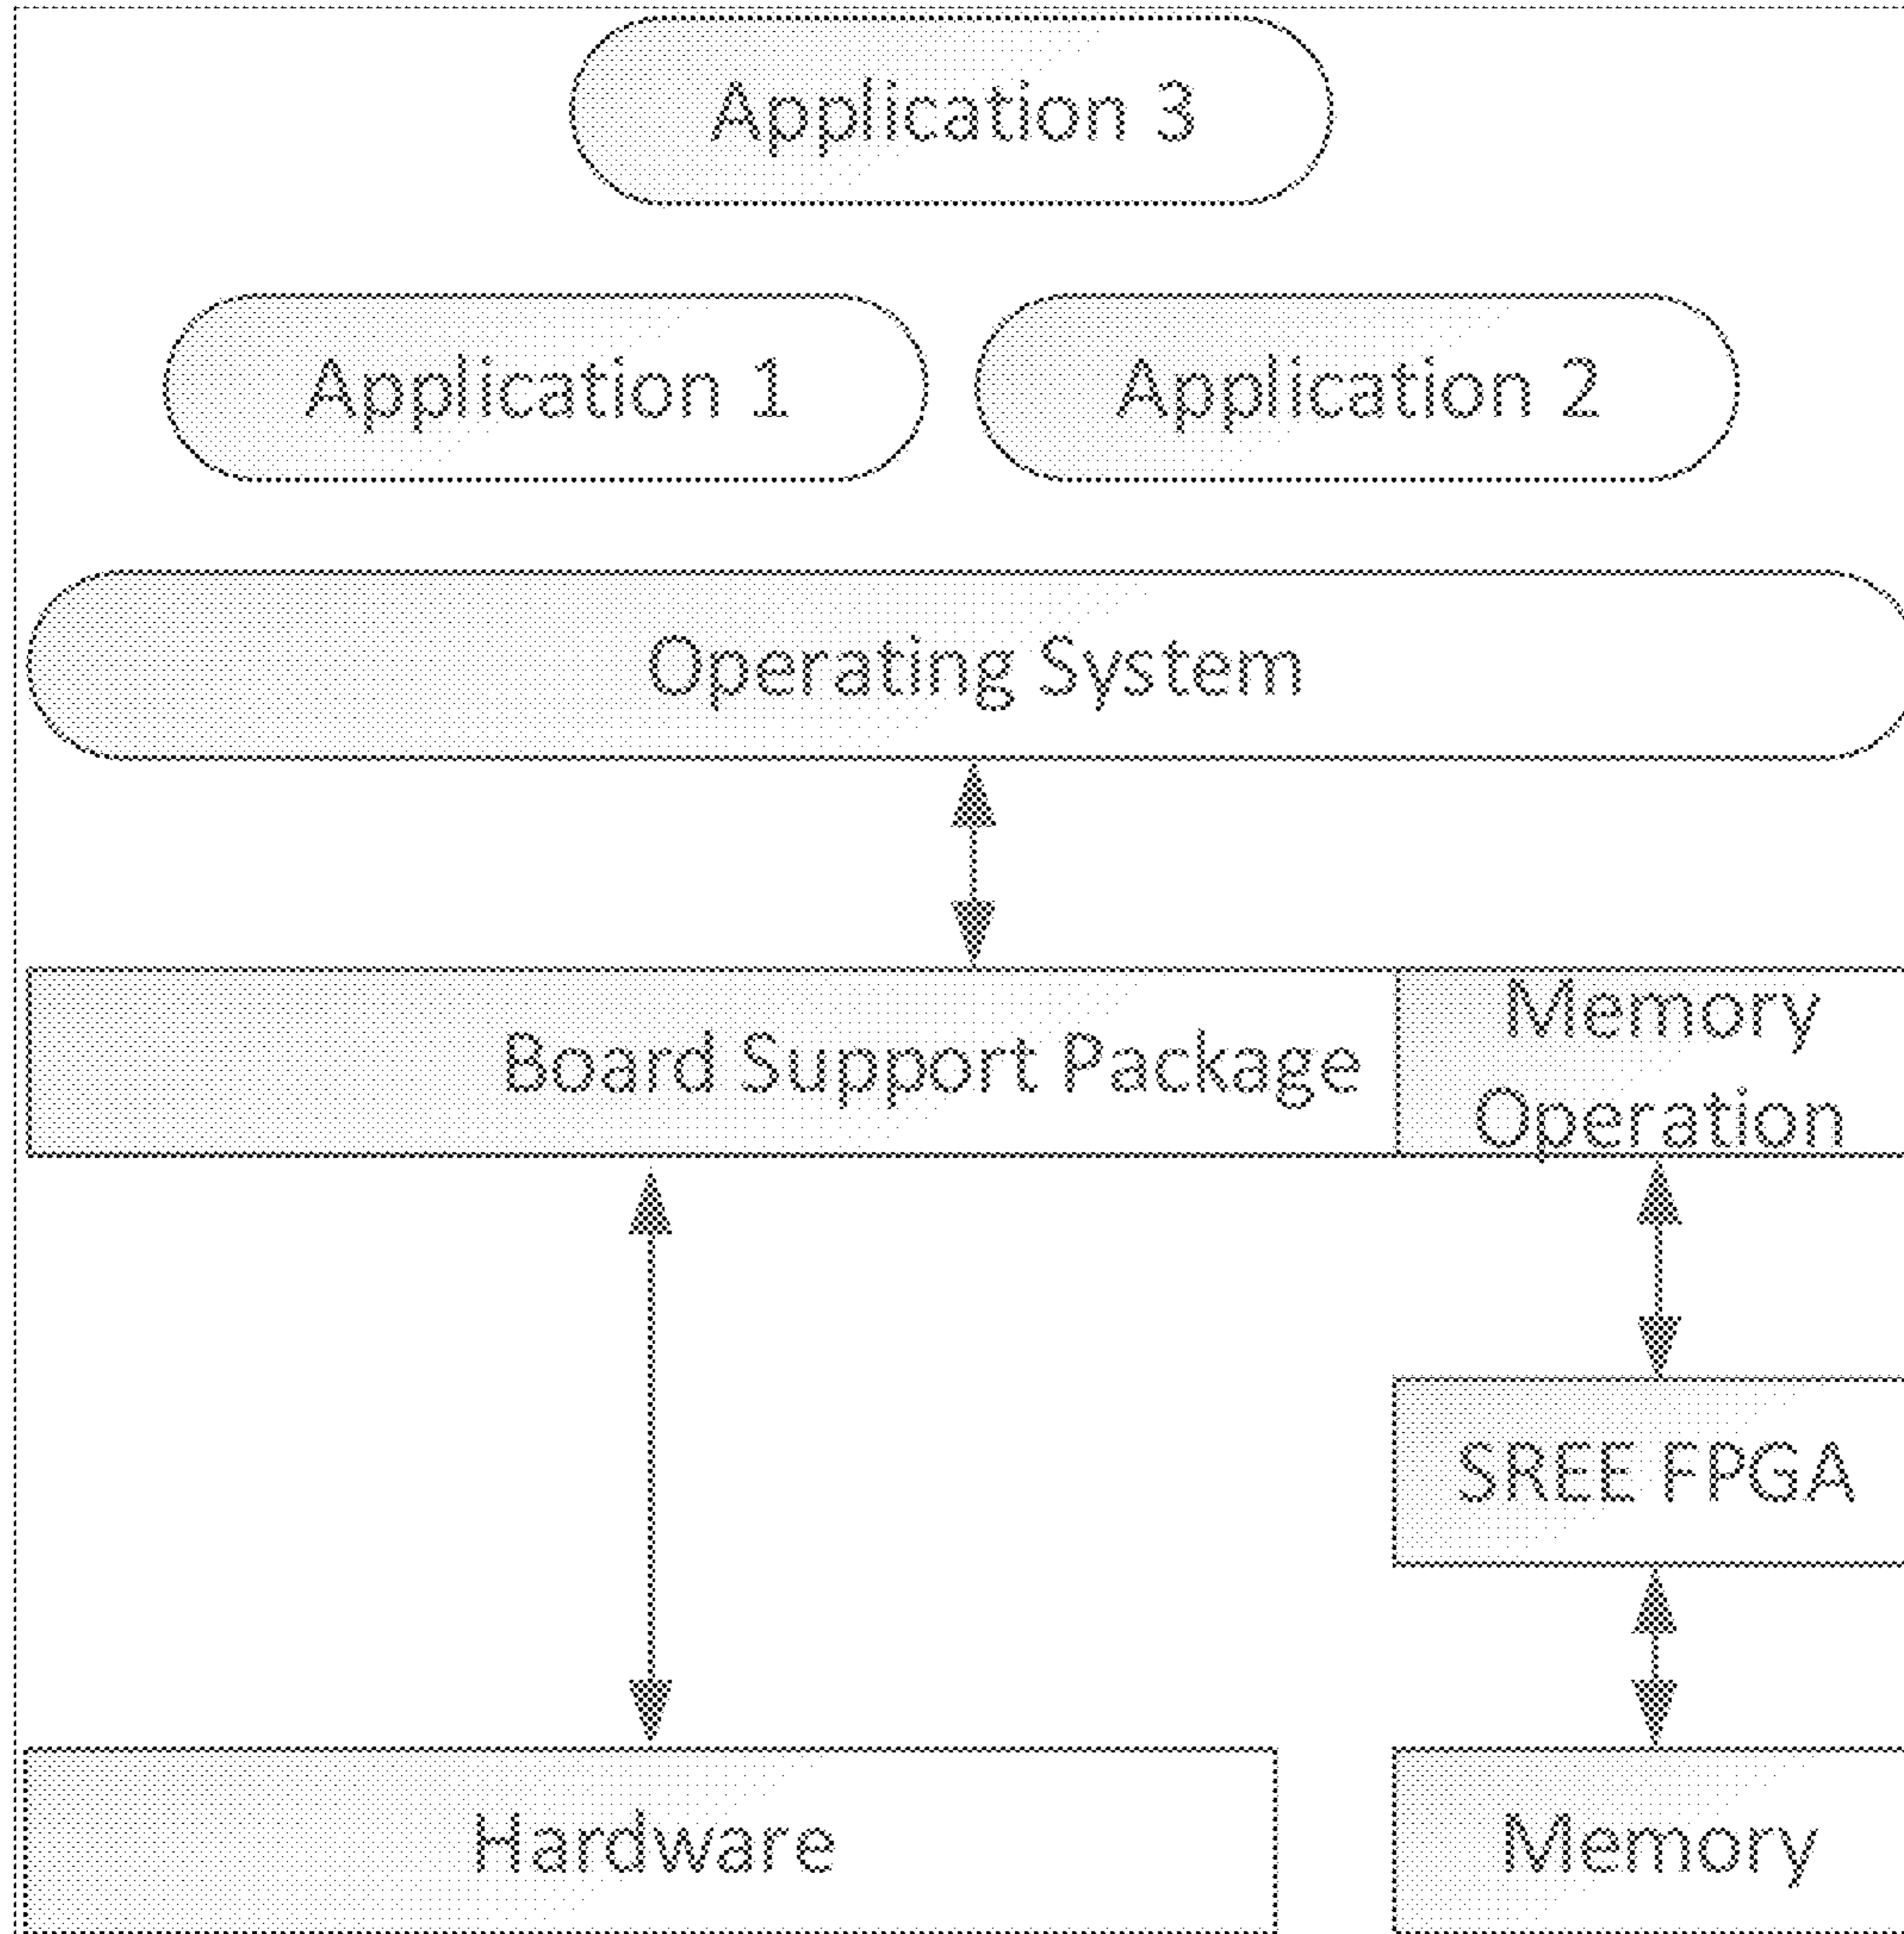 Application 3
Application 1
Application 2
Operating System
Board Support Package
Memory
Operation
SREE FPGA
Hardware
Memory